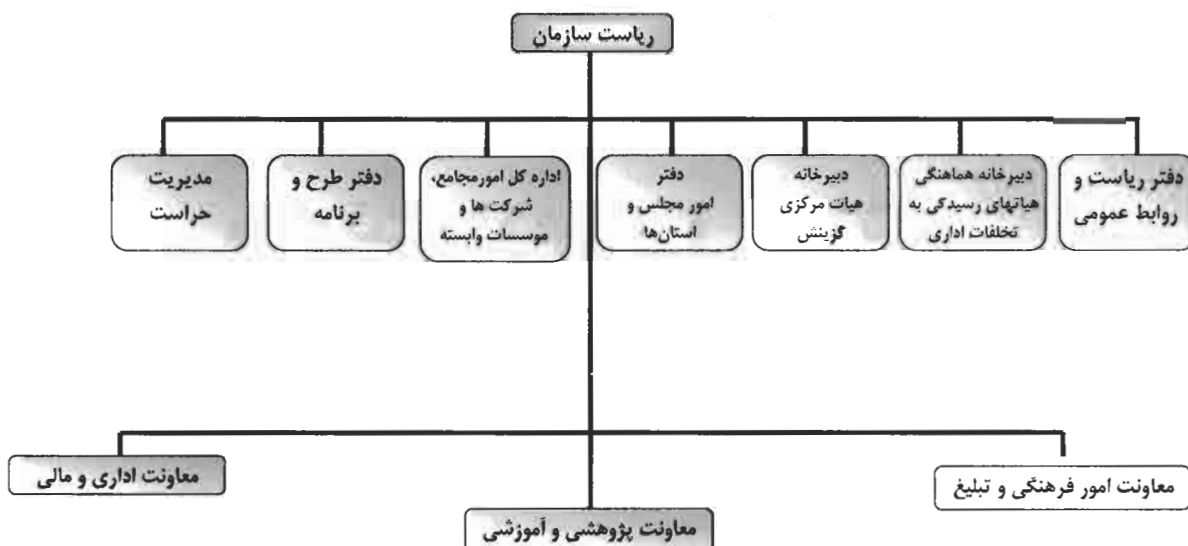 ریاست سازمان
دفتر ریاست و
روابط عمومی
دبیرخانه هماهنگی
هیاتهای رسیدگی به
تخلفات اداری
دبیرخانه
هیات مرکزی
گزینش
دفتر
امور مجلس و
استان‌ها
اداره کل امورمجامع،
شرکت ها و
موسسات وابسته
دفتر طرح و
برنامه
مدیریت
حراست
معاونت امور فرهنگی و تبلیغ
معاونت پژوهشی و آموزشی
معاونت اداری و مالی